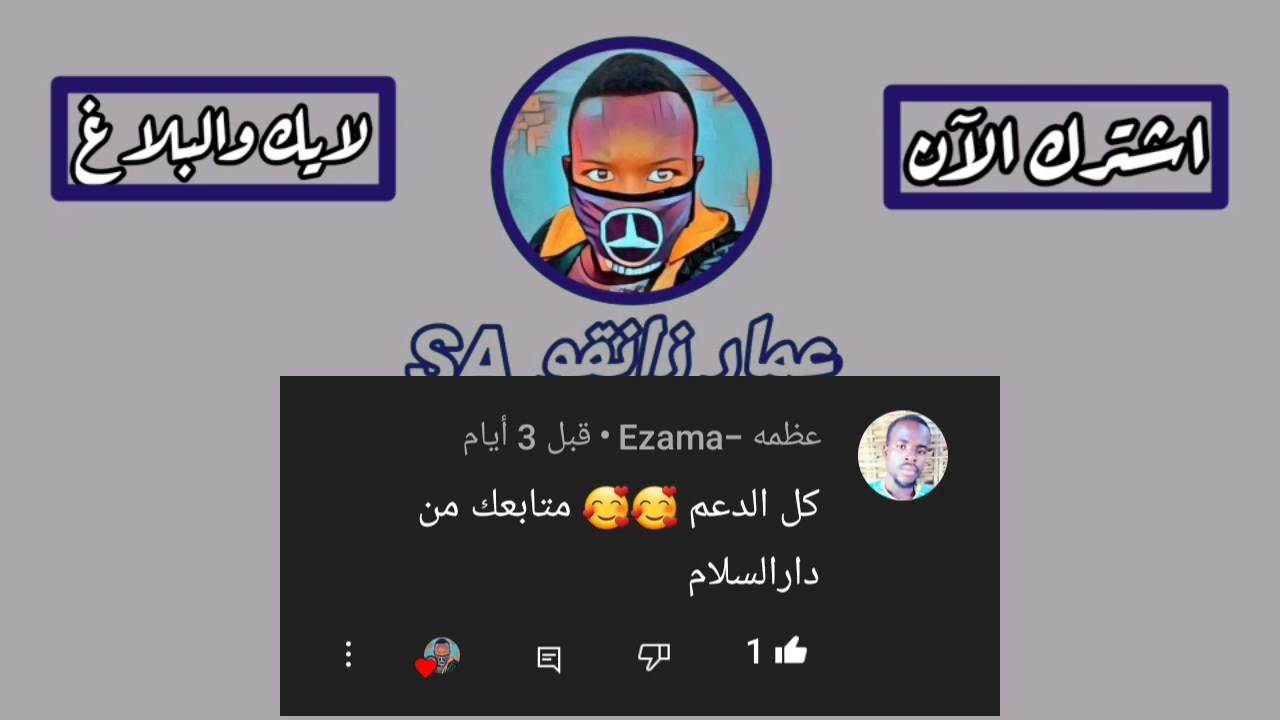 اشترك الآن
لايك والبلاغ
عمار زانقو SA
عظمه –Ezama • قبل 3 أيام
كل الدعم 🥰🥰 متابعك من
دارالسلام
1